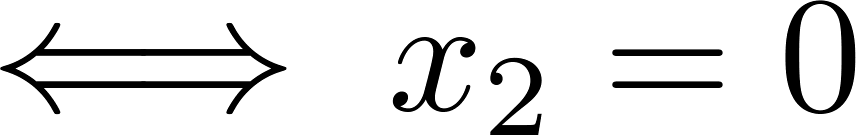 ⟺ x₂ = 0